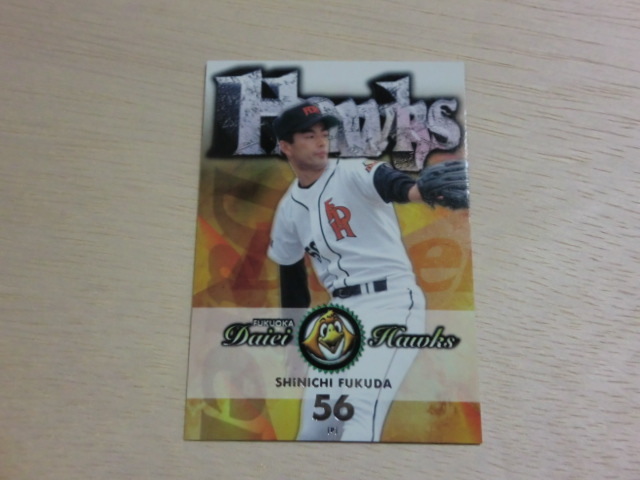 Hawks
FUKUOKA
Daiei Hawks
SHINICHI FUKUDA
56